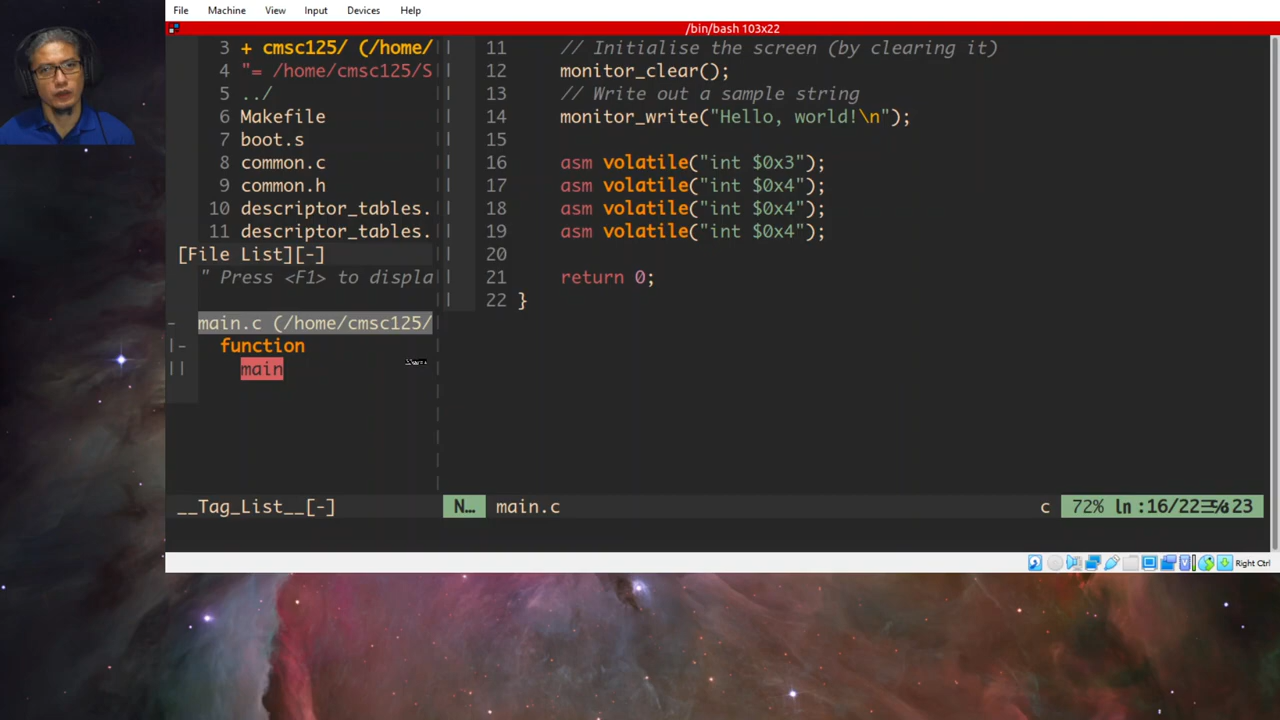 File Machine View Input Devices Help
/bin/bash 103x22
3 + cmsc125/ (/home/
4 "= /home/cmsc125/S
5 ../
6 Makefile
7 boot.s
8 common.c
9 common.h
10 descriptor_tables.
11 descriptor_tables.
[File List][-]
" Press <F1> to displa
- main.c (/home/cmsc125/
|- function
|| main
__Tag_List__[-]
11 // Initialise the screen (by clearing it)
12 monitor_clear();
13 // Write out a sample string
14 monitor_write("Hello, world!\n");
15
16 asm volatile("int $0x3");
17 asm volatile("int $0x4");
18 asm volatile("int $0x4");
19 asm volatile("int $0x4");
20
21 return 0;
22 }
N… main.c c 72% ln :16/22
Right Ctrl